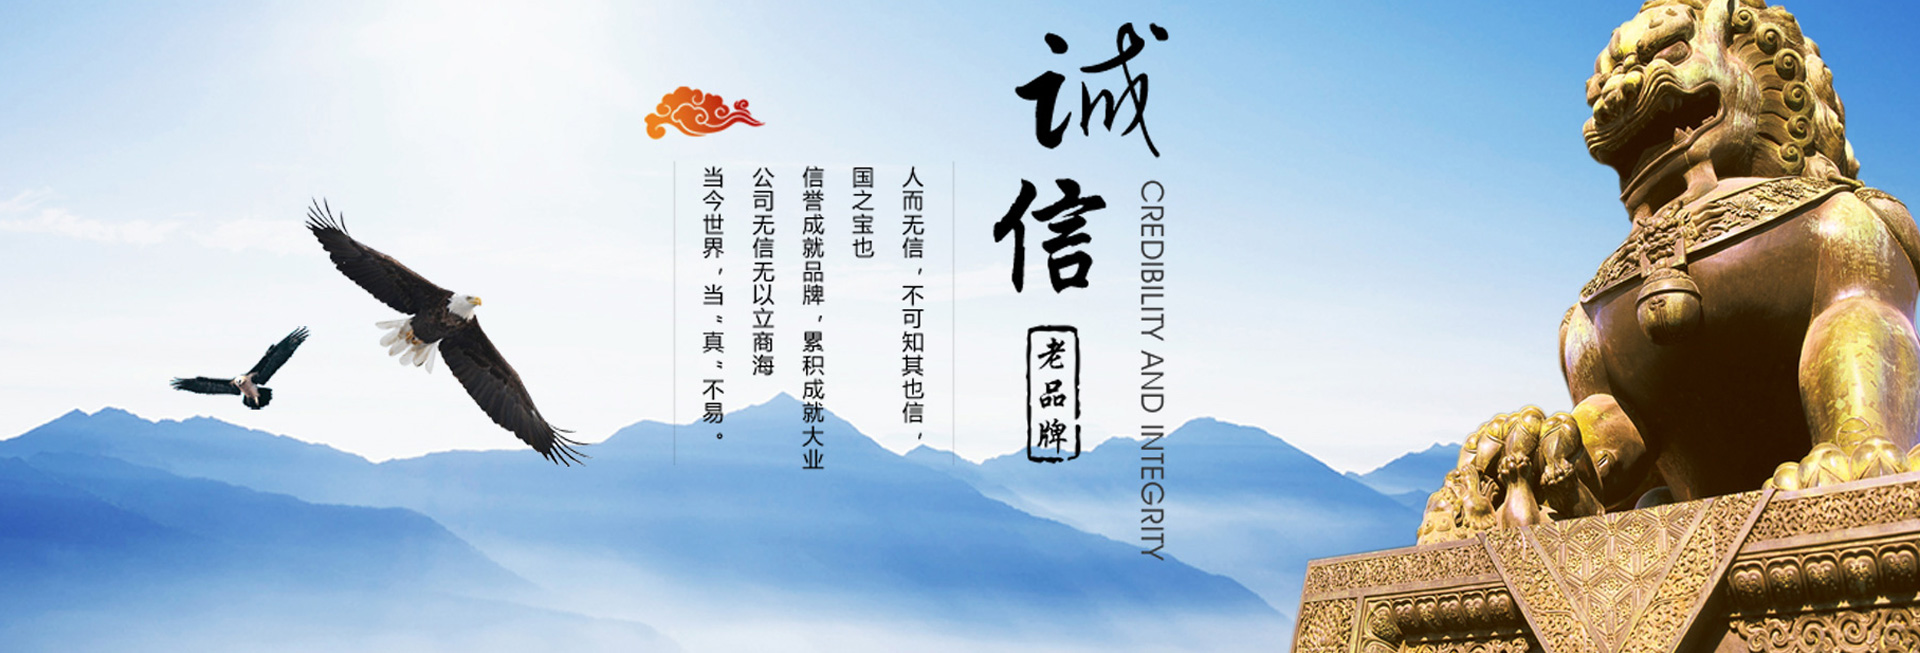 诚信
老品牌
CREDIBILITY AND INTEGRITY
人而无信，不可知其也信，
国之宝也
信誉成就品牌，累积成就大业
公司无信无以立商海
当今世界，当“真”不易。